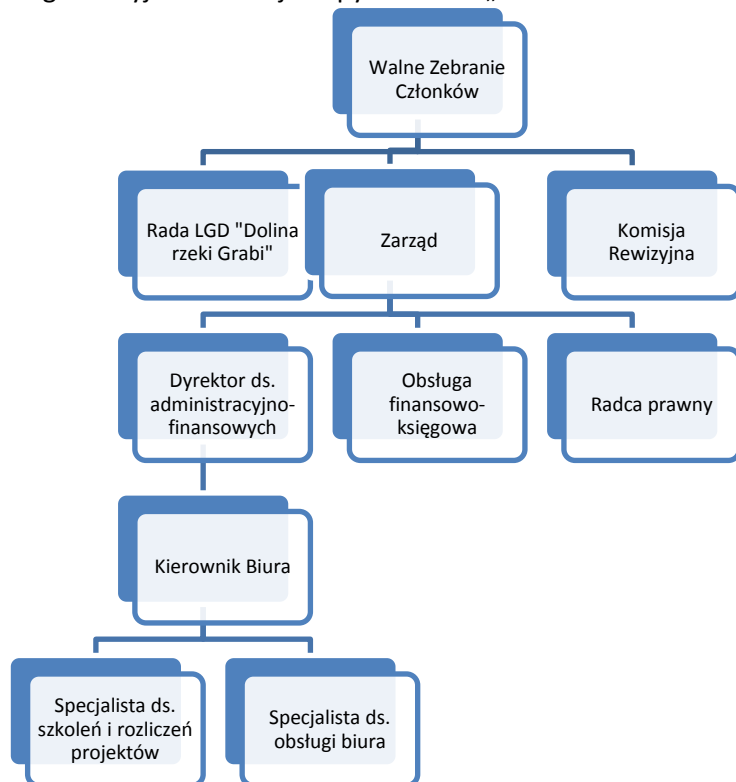 Walne Zebranie
Członków
Rada LGD "Dolina
rzeki Grabi"
Zarząd
Komisja
Rewizyjna
Dyrektor ds.
administracyjno-
finansowych
Obsługa
finansowo-
księgowa
Radca prawny
Kierownik Biura
Specjalista ds.
szkoleń i rozliczeń
projektów
Specjalista ds.
obsługi biura